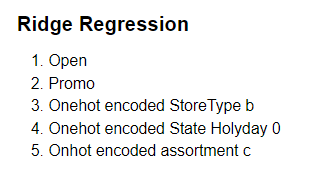 Ridge Regression
1. Open
2. Promo
3. Onehot encoded StoreType b
4. Onehot encoded State Holyday 0
5. Onhot encoded assortment c